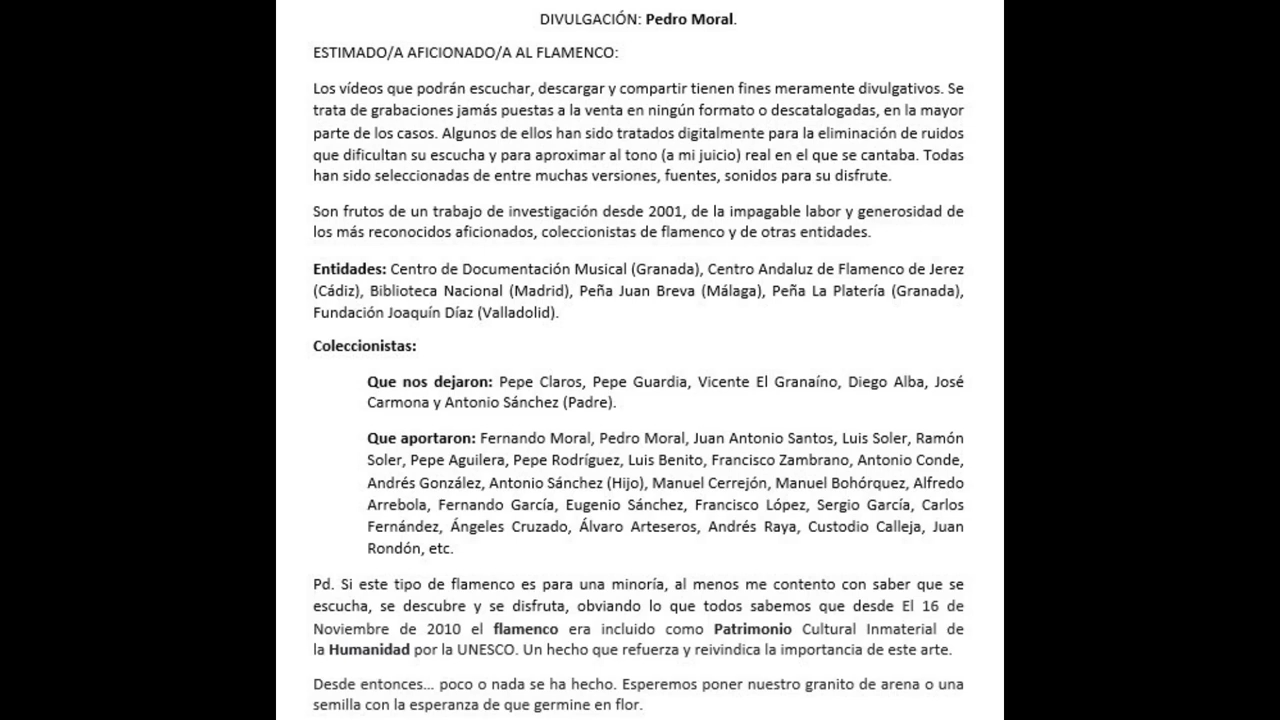 DIVULGACIÓN: Pedro Moral.
ESTIMADO/A AFICIONADO/A AL FLAMENCO:
Los vídeos que podrán escuchar, descargar y compartir tienen fines meramente divulgativos. Se
trata de grabaciones jamás puestas a la venta en ningún formato o descatalogadas, en la mayor
parte de los casos. Algunos de ellos han sido tratados digitalmente para la eliminación de ruidos
que dificultan su escucha y para aproximar al tono (a mi juicio) real en el que se cantaba. Todas
han sido seleccionadas de entre muchas versiones, fuentes, sonidos para su disfrute.
Son frutos de un trabajo de investigación desde 2001, de la impagable labor y generosidad de
los más reconocidos aficionados, coleccionistas de flamenco y de otras entidades.
Entidades: Centro de Documentación Musical (Granada), Centro Andaluz de Flamenco de Jerez
(Cádiz), Biblioteca Nacional (Madrid), Peña Juan Breva (Málaga), Peña La Platería (Granada),
Fundación Joaquín Díaz (Valladolid).
Coleccionistas:
Que nos dejaron: Pepe Claros, Pepe Guardia, Vicente El Granaíno, Diego Alba, José
Carmona y Antonio Sánchez (Padre).
Que aportaron: Fernando Moral, Pedro Moral, Juan Antonio Santos, Luis Soler, Ramón
Soler, Pepe Aguilera, Pepe Rodríguez, Luis Benito, Francisco Zambrano, Antonio Conde,
Andrés González, Antonio Sánchez (Hijo), Manuel Cerrejón, Manuel Bohórquez, Alfredo
Arrebola, Fernando García, Eugenio Sánchez, Francisco López, Sergio García, Carlos
Fernández, Ángeles Cruzado, Álvaro Arteseros, Andrés Raya, Custodio Calleja, Juan
Rondón, etc.
Pd. Si este tipo de flamenco es para una minoría, al menos me contento con saber que se
escucha, se descubre y se disfruta, obviando lo que todos sabemos que desde El 16 de
Noviembre de 2010 el flamenco era incluido como Patrimonio Cultural Inmaterial de
la Humanidad por la UNESCO. Un hecho que refuerza y reivindica la importancia de este arte.
Desde entonces... poco o nada se ha hecho. Esperemos poner nuestro granito de arena o una
semilla con la esperanza de que germine en flor.